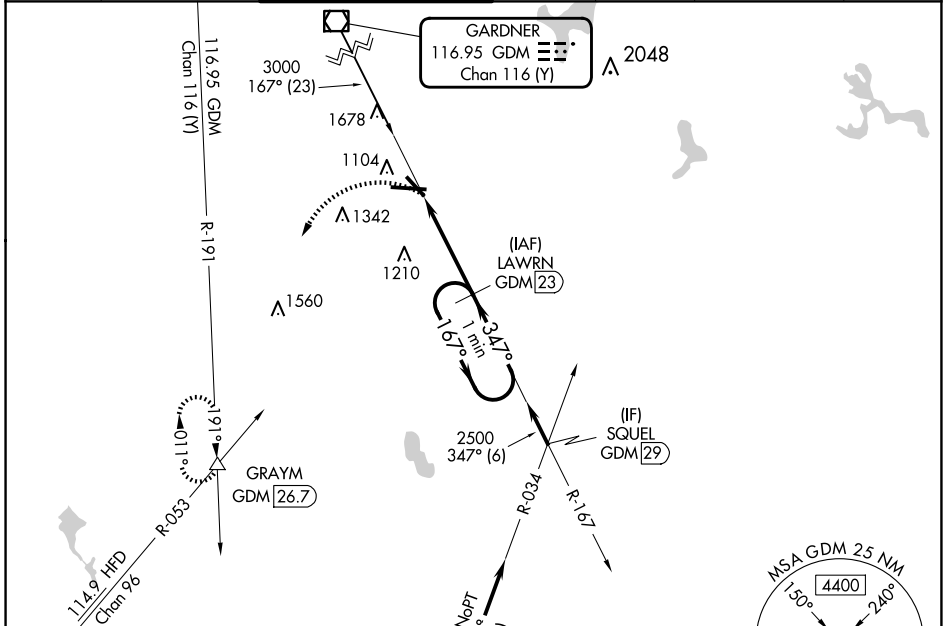 GARDNER
116.95 GDM
Chan 116 (Y)
2048
116.95 GDM
Chan 116 (Y)
3000
167° (23)
1678
1104
1342
1210
R-191
(IAF)
LAWRN
GDM 23
1560
1 min
167°
347°
191°
011°
GRAYM
GDM 26.7
2500
347° (6)
(IF)
SQUEL
GDM 29
R-034
R-167
R-053
114.9 HFD
Chan 96
NoPT
MSA GDM 25 NM
4400
150°
240°